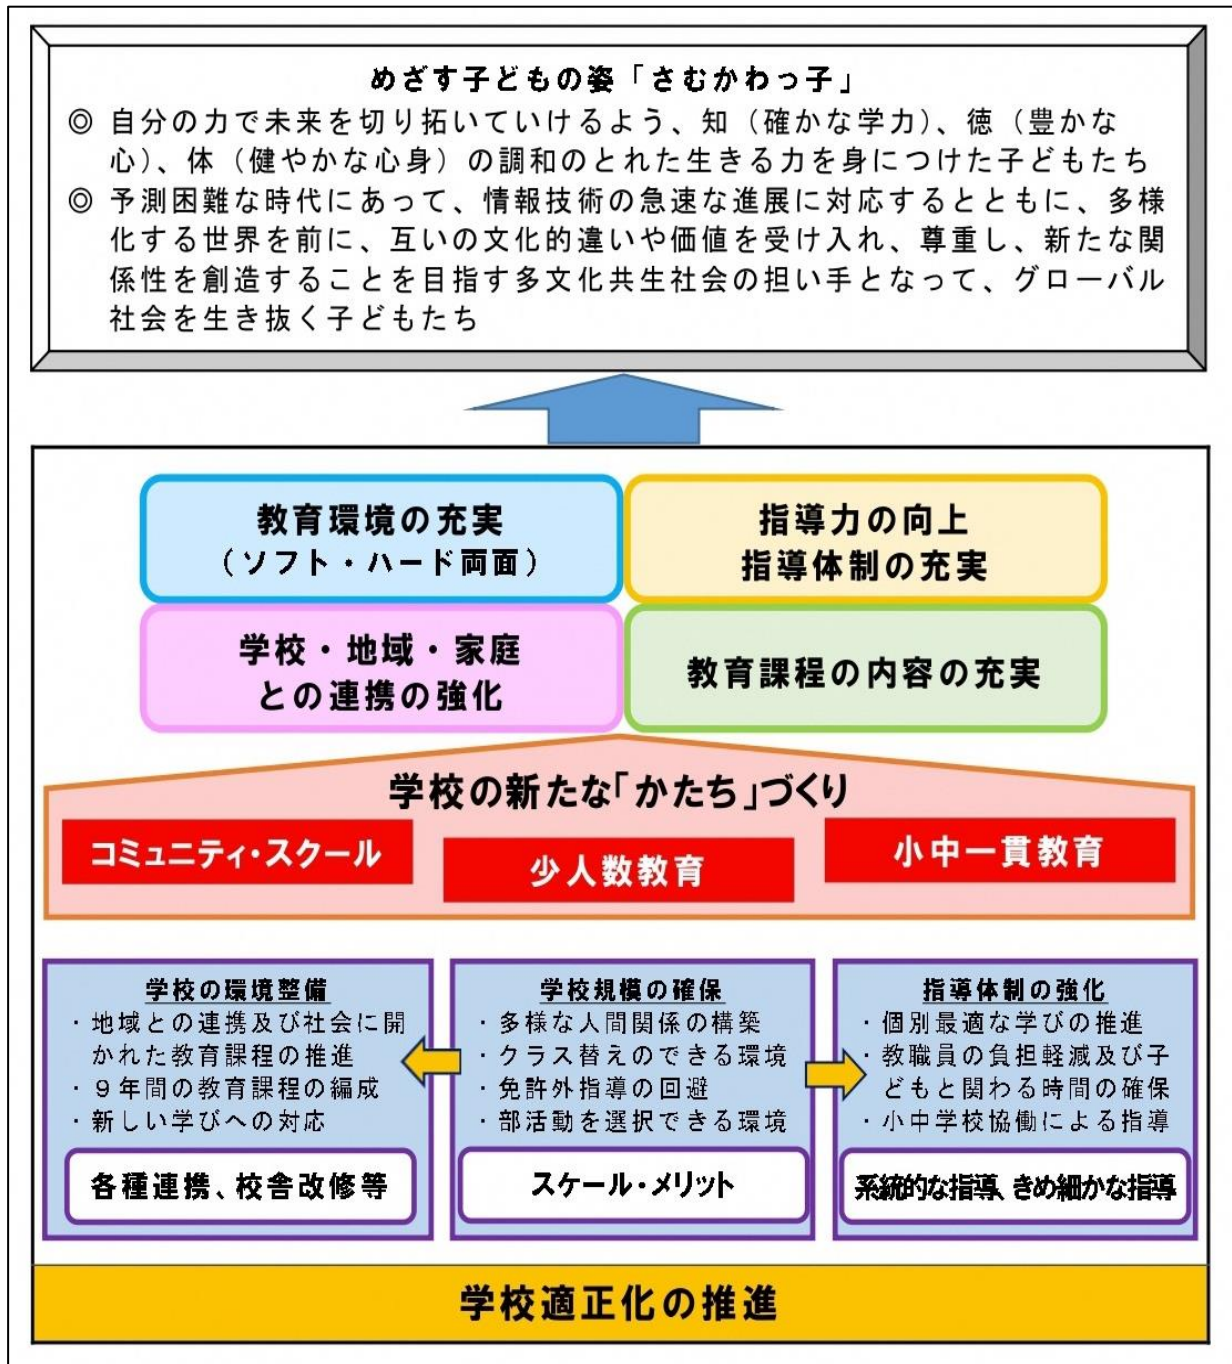 めざす子どもの姿「さむかわっ子」
◎ 自分の力で未来を切り拓いていけるよう、知（確かな学力）、徳（豊かな
心）、体（健やかな心身）の調和のとれた生きる力を身につけた子どもたち
◎ 予測困難な時代にあって、情報技術の急速な進展に対応するとともに、多様
化する世界を前に、互いの文化的違いや価値を受け入れ、尊重し、新たな関
係性を創造することを目指す多文化共生社会の担い手となって、グローバル
社会を生き抜く子どもたち
教育環境の充実
（ソフト・ハード両面）
指導力の向上
指導体制の充実
学校・地域・家庭
との連携の強化
教育課程の内容の充実
学校の新たな「かたち」づくり
コミュニティ・スクール
少人数教育
小中一貫教育
学校の環境整備
・地域との連携及び社会に開
かれた教育課程の推進
・９年間の教育課程の編成
・新しい学びへの対応
各種連携、校舎改修等
学校規模の確保
・多様な人間関係の構築
・クラス替えのできる環境
・免許外指導の回避
・部活動を選択できる環境
スケール・メリット
指導体制の強化
・個別最適な学びの推進
・教職員の負担軽減及び子
どもと関わる時間の確保
・小中学校協働による指導
系統的な指導、きめ細かな指導
学校適正化の推進